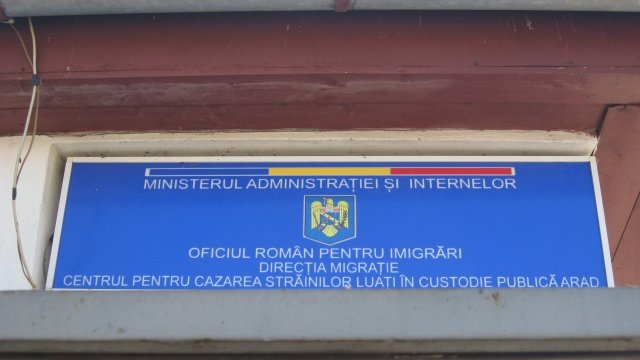 MINISTERUL ADMINISTRAȚIEI ȘI INTERNELOR
OFICIUL ROMÂN PENTRU IMIGRĂRI
DIRECȚIA MIGRAȚIE
CENTRUL PENTRU CAZAREA STRĂINILOR LUAȚI ÎN CUSTODIE PUBLICĂ ARAD